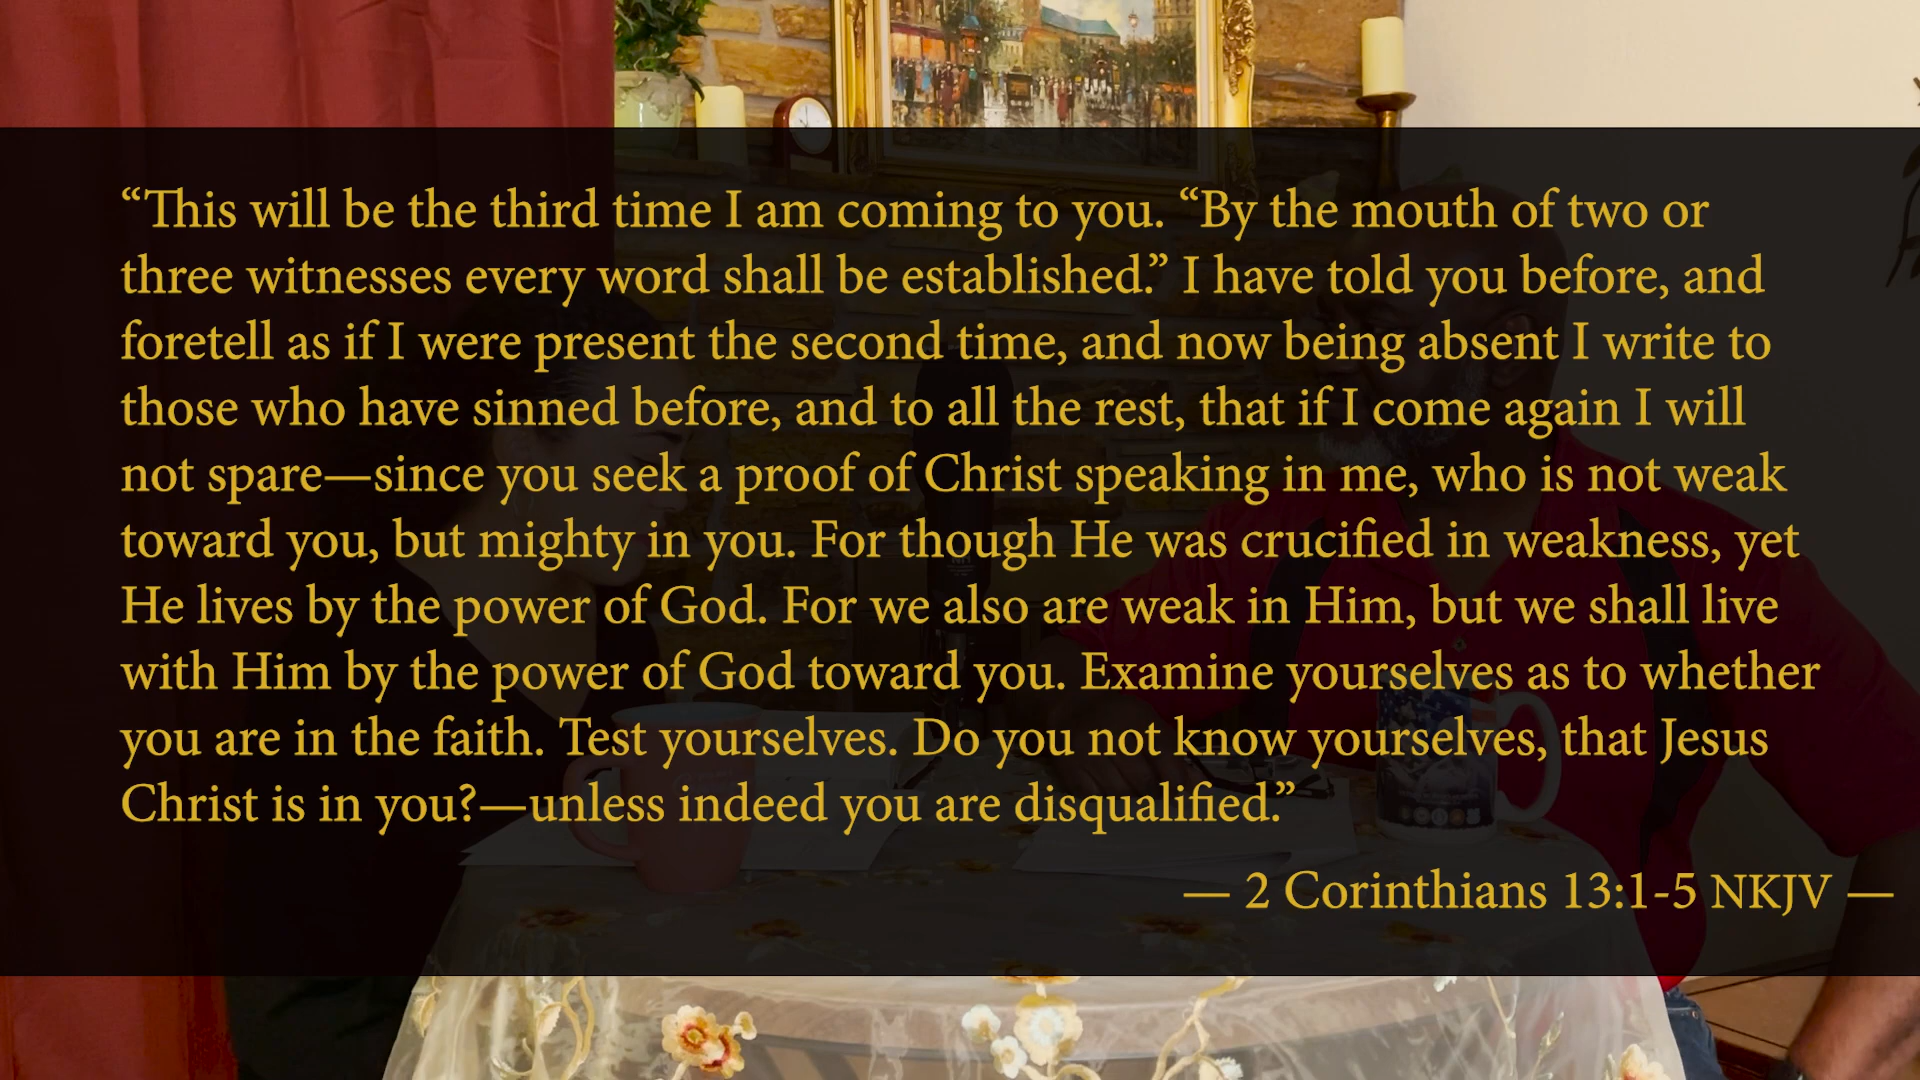 “This will be the third time I am coming to you. “By the mouth of two or
three witnesses every word shall be established.” I have told you before, and
foretell as if I were present the second time, and now being absent I write to
those who have sinned before, and to all the rest, that if I come again I will
not spare—since you seek a proof of Christ speaking in me, who is not weak
toward you, but mighty in you. For though He was crucified in weakness, yet
He lives by the power of God. For we also are weak in Him, but we shall live
with Him by the power of God toward you. Examine yourselves as to whether
you are in the faith. Test yourselves. Do you not know yourselves, that Jesus
Christ is in you?—unless indeed you are disqualified.”
— 2 Corinthians 13:1-5 NKJV —